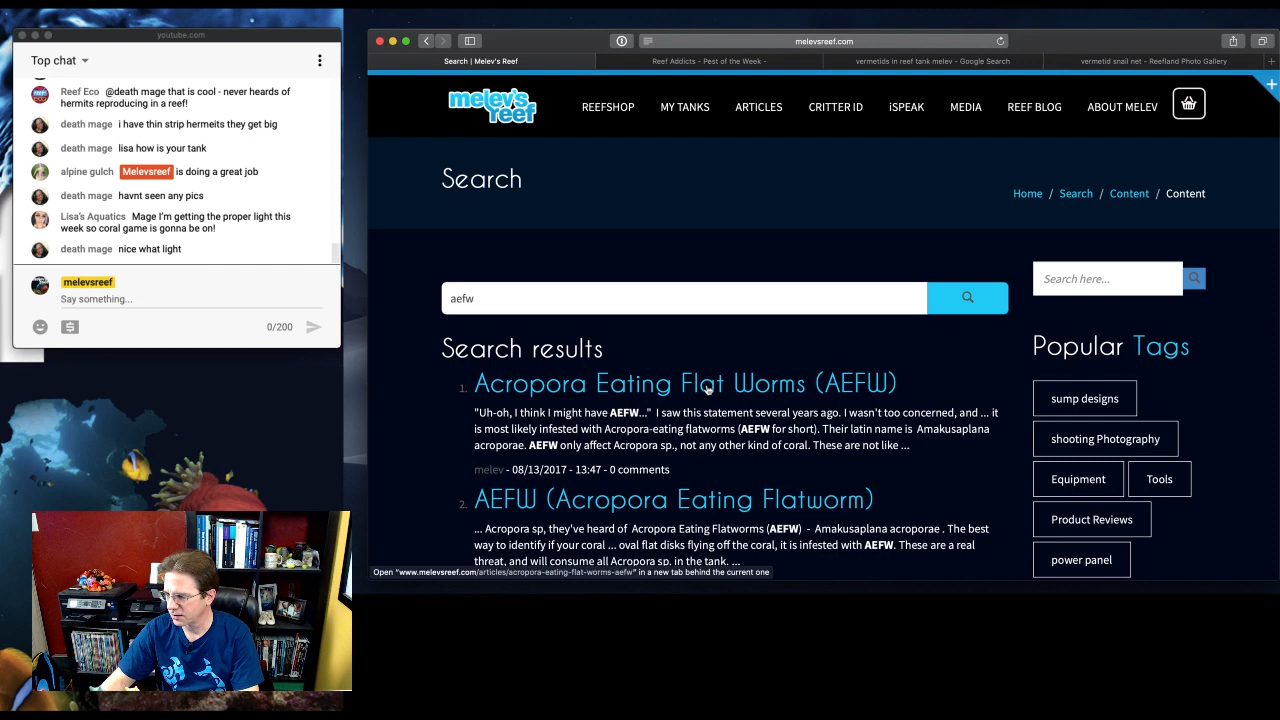 youtube.com
Top chat
Reef Eco @death mage that is cool - never heards of
hermits reproducing in a reef!
death mage i have thin strip hermeits they get big
death mage lisa how is your tank
alpine gulch Melevsreef is doing a great job
death mage havnt seen any pics
Lisa's Aquatics Mage I'm getting the proper light this
week so coral game is gonna be on!
death mage nice what light
melevsreef
Say something...
0/200
melevsreef.com
Search | Melev's Reef
Reef Addicts - Pest of the Week -
vermetids in reef tank melev - Google Search
vermetid snail net - Reefland Photo Gallery
melev's
reef
REEFSHOP
MY TANKS
ARTICLES
CRITTER ID
iSPEAK
MEDIA
REEF BLOG
ABOUT MELEV
Search
Home / Search / Content / Content
aefw
Search here...
Search results
1. Acropora Eating Flat Worms (AEFW)
"Uh-oh, I think I might have AEFW..." I saw this statement several years ago. I wasn't too concerned, and ... it
is most likely infested with Acropora-eating flatworms (AEFW for short). Their latin name is Amakusaplana
acroporae. AEFW only affect Acropora sp., not any other kind of coral. These are not like ...
melev - 08/13/2017 - 13:47 - 0 comments
2. AEFW (Acropora Eating Flatworm)
... Acropora sp, they've heard of Acropora Eating Flatworms (AEFW) - Amakusaplana acroporae . The best
way to identify if your coral ... oval flat disks flying off the coral, it is infested with AEFW. These are a real
threat, and will consume all Acropora sp. in the tank. ...
Popular Tags
sump designs
shooting Photography
Equipment
Tools
Product Reviews
power panel
Open "www.melevsreef.com/articles/acropora-eating-flat-worms-aefw" in a new tab behind the current one